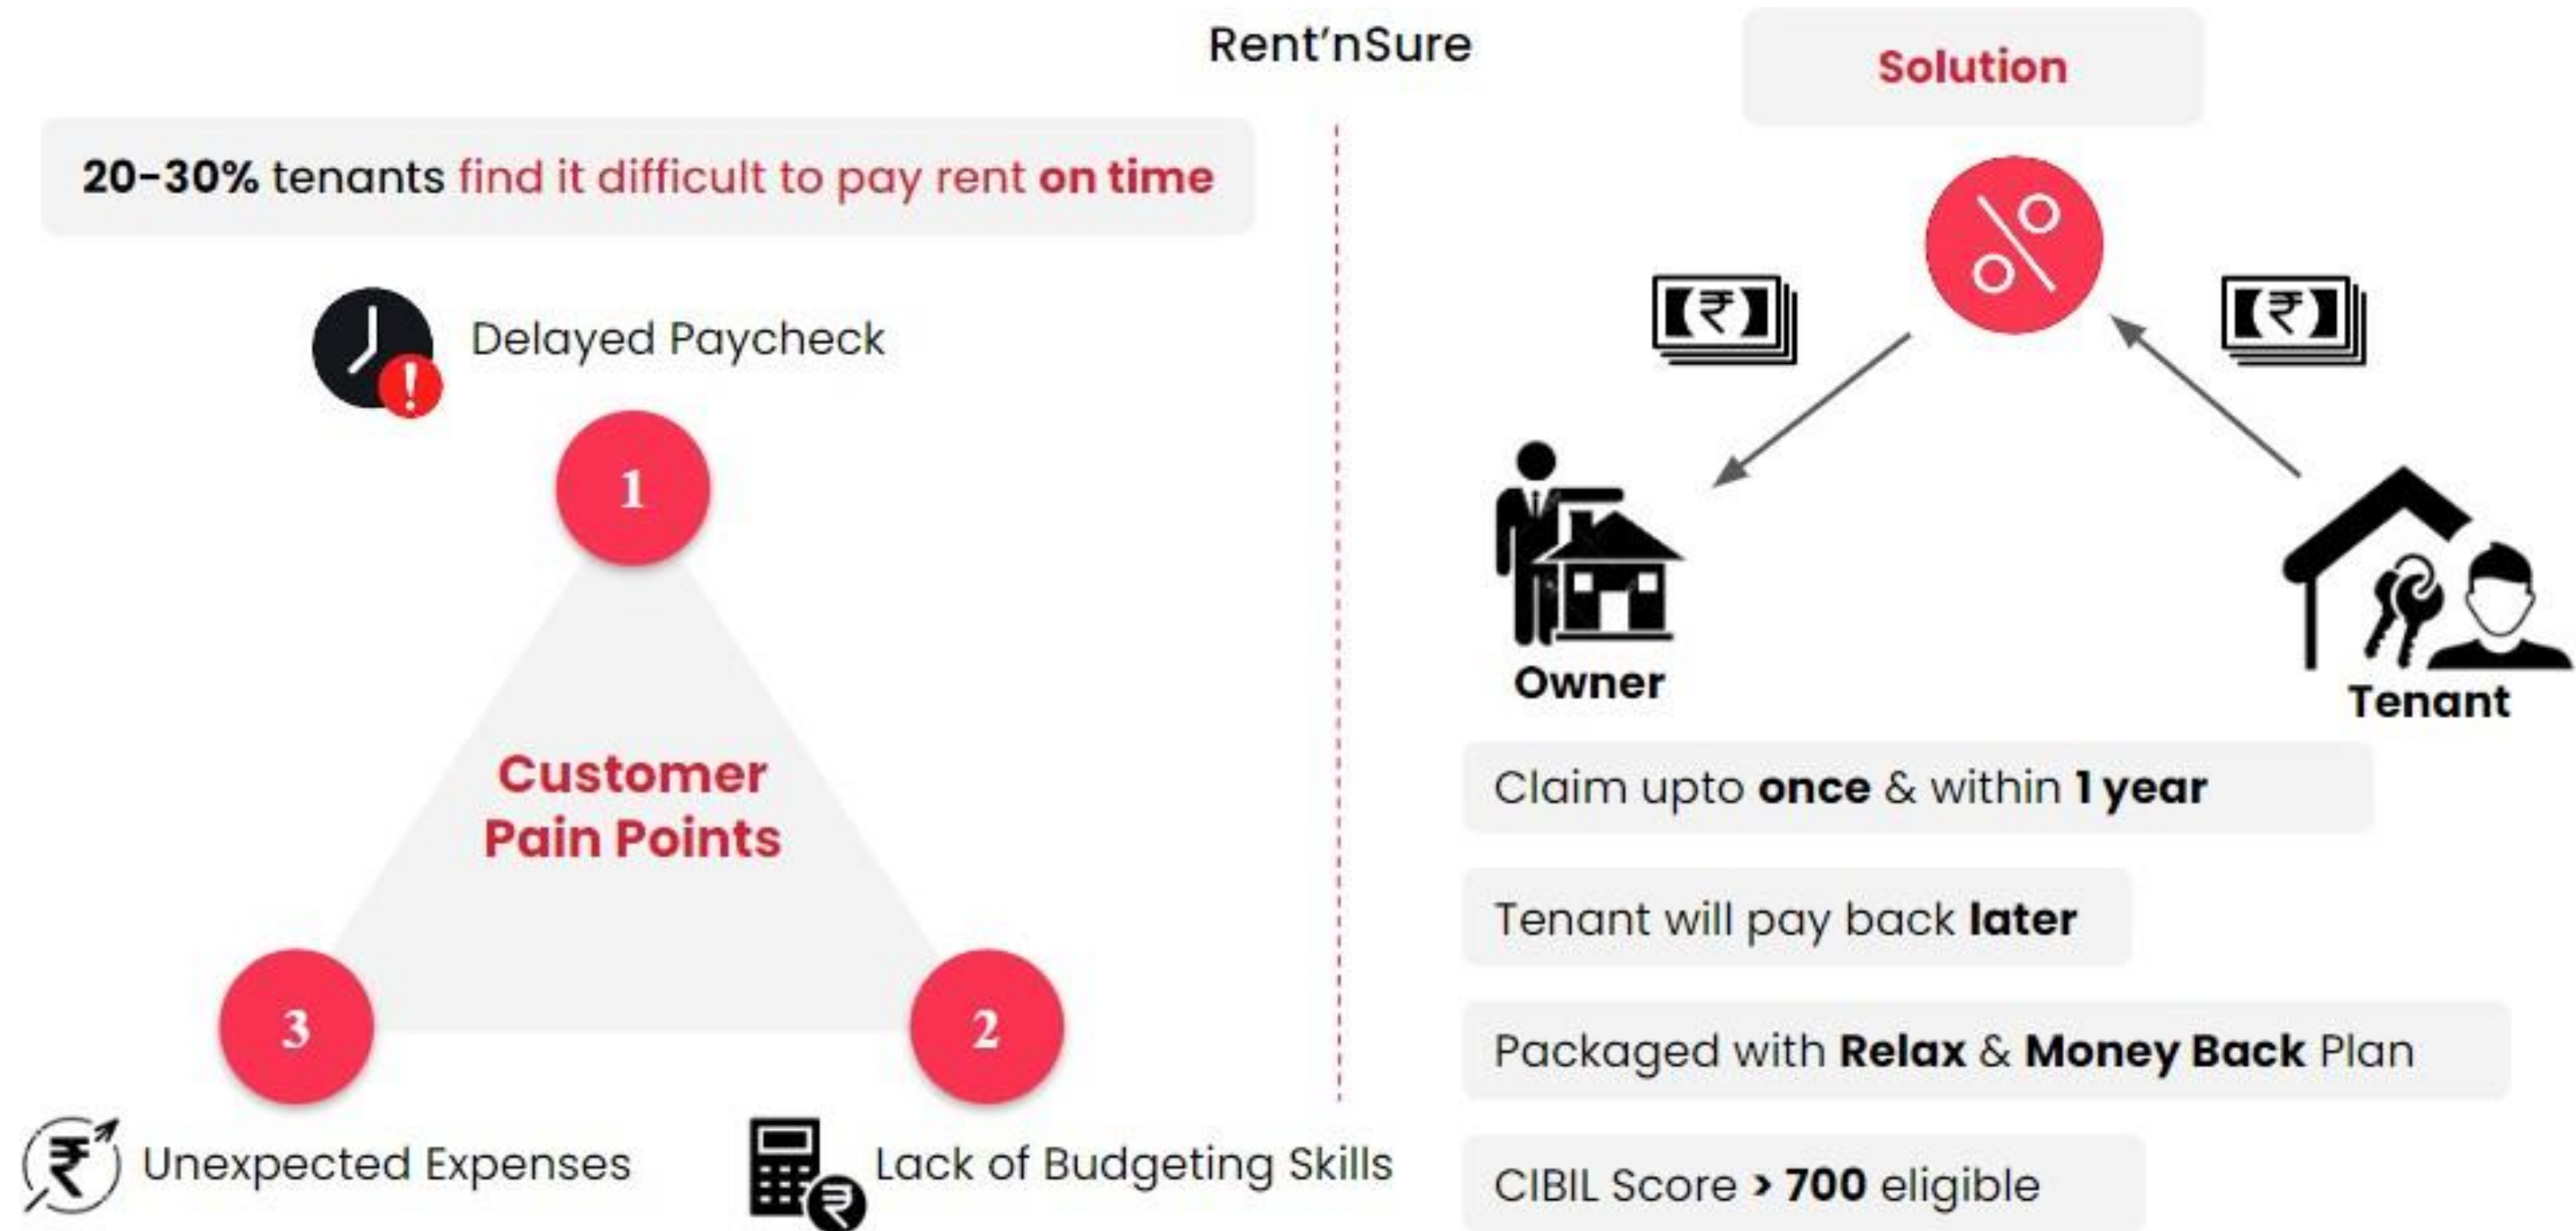 Rent’nSure
20-30% tenants find it difficult to pay rent on time
Delayed Paycheck
1
Customer
Pain Points
3
2
Unexpected Expenses
Lack of Budgeting Skills
Solution
%
(₹)
(₹)
Owner
Tenant
Claim upto once & within 1 year
Tenant will pay back later
Packaged with Relax & Money Back Plan
CIBIL Score > 700 eligible